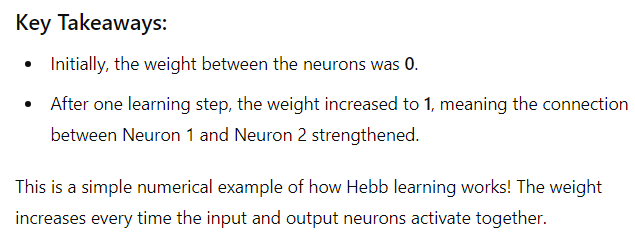 Key Takeaways:
• Initially, the weight between the neurons was 0.
• After one learning step, the weight increased to 1, meaning the connection
between Neuron 1 and Neuron 2 strengthened.
This is a simple numerical example of how Hebb learning works! The weight
increases every time the input and output neurons activate together.